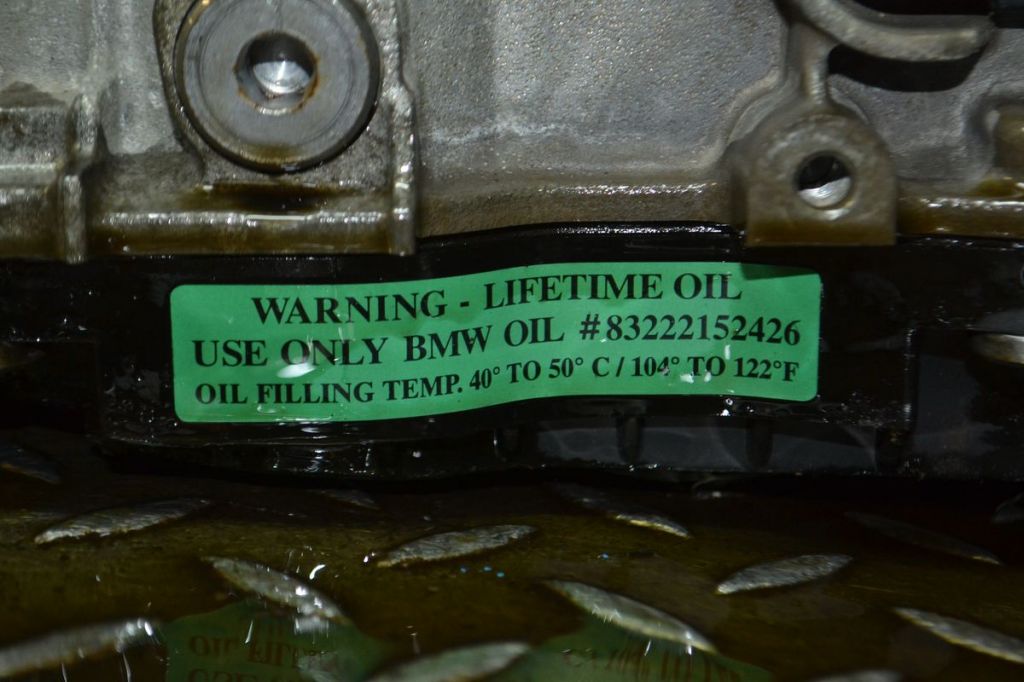 WARNING - LIFETIME OIL
USE ONLY BMW OIL #83222152426
OIL FILLING TEMP. 40° TO 50° C / 104° TO 122°F